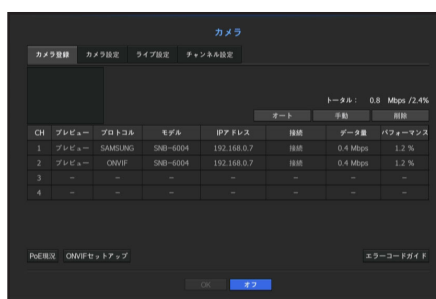 カメラ
カメラ登録 カメラ設定 ライブ設定 チャンネル設定
トータル： 0.8 Mbps /2.4%
オート 手動 削除
CH プレビュー プロトコル モデル IPアドレス 接続 データ量 パフォーマンス
1 プレビュー SAMSUNG SNB-6004 192.168.0.7 接続 0.4 Mbps 1.2 %
2 プレビュー ONVIF SNB-6004 192.168.0.7 接続 0.4 Mbps 1.2 %
3 – – – – – – –
4 – – – – – – –
PoE現況 ONVIFセットアップ エラーコードガイド
OK オフ